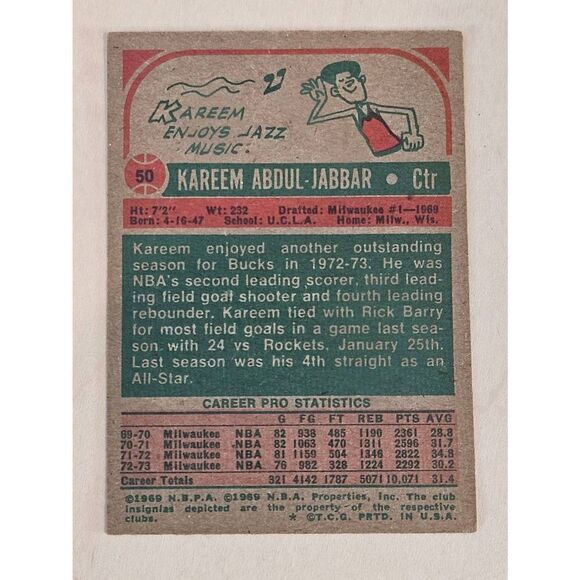 KAREEM
ENJOYS JAZZ
MUSIC.
50 KAREEM ABDUL-JABBAR • Ctr
Ht: 7'2" Wt: 232 Drafted: Milwaukee #1—1969
Born: 4-16-47 School: U.C.L.A. Home: Milw., Wis.
Kareem enjoyed another outstanding
season for Bucks in 1972-73. He was
NBA's second leading scorer, third lead-
ing field goal shooter and fourth leading
rebounder. Kareem tied with Rick Barry
for most field goals in a game last sea-
son with 24 vs Rockets, January 25th.
Last season was his 4th straight as an
All-Star.
CAREER PRO STATISTICS
G FG FT REB PTS AVG
69-70 Milwaukee NBA 82 938 485 1190 2361 28.8
70-71 Milwaukee NBA 82 1063 470 1311 2596 31.7
71-72 Milwaukee NBA 81 1159 504 1346 2822 34.8
72-73 Milwaukee NBA 76 982 328 1224 2292 30.2
Career Totals 321 4142 1787 5071 10,071 31.4
©1969 N.B.P.A. ©1969 N.B.A. Properties, Inc. The club
insignias depicted are the property of the respective
clubs. * ©T.C.G. PRTD. IN U.S.A.